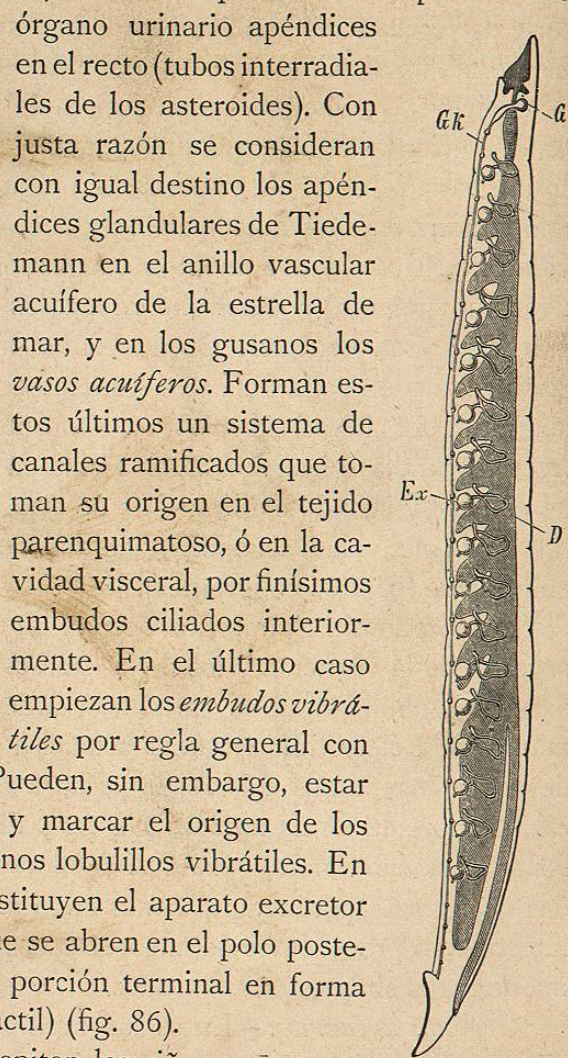 órgano urinario apéndices
en el recto (tubos interradia-
les de los asteroides). Con
justa razón se consideran
con igual destino los apén-
dices glandulares de Tiede-
mann en el anillo vascular
acuífero de la estrella de
mar, y en los gusanos los
vasos acuíferos. Forman es-
tos últimos un sistema de
canales ramificados que to-
man su origen en el tejido
parenquimatoso, ó en la ca-
vidad visceral, por finísimos
embudos ciliados interior-
mente. En el último caso
empiezan los embudos vibrá-
tiles por regla general con
Pueden, sin embargo, estar
y marcar el origen de los
nos lobulillos vibrátiles. En
stituyen el aparato excretor
e se abren en el polo poste-
porción terminal en forma
áctil) (fig. 86).
Gk
G
Ex
D